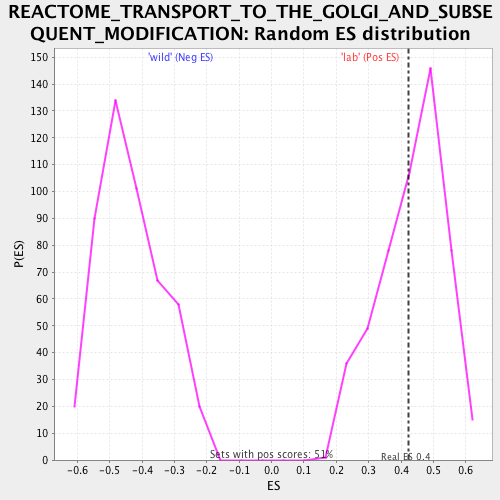 REACTOME_TRANSPORT_TO_THE_GOLGI_AND_SUBSE
QUENT_MODIFICATION: Random ES distribution
'wild' (Neg ES) 'lab' (Pos ES)
150
140
130
120
110
100
90
80
70
60
50
40
30
20
10
0
P(ES)
Sets with pos scores: 51% Real ES 0.4
-0.6 -0.5 -0.4 -0.3 -0.2 -0.1 -0.0 0.1 0.2 0.3 0.4 0.5 0.6
ES